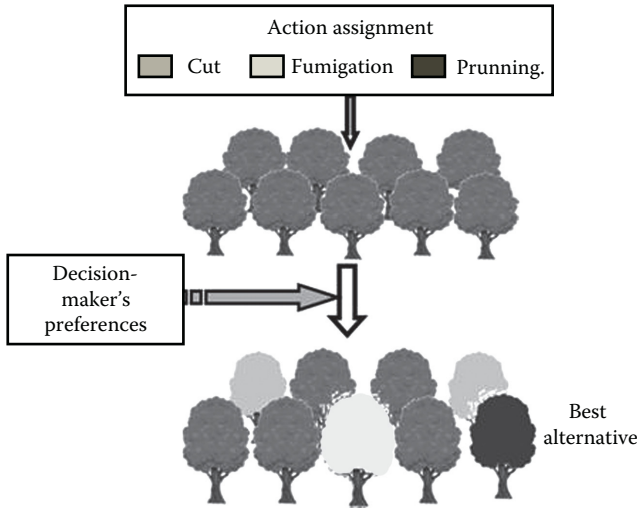 Action assignment
Cut Fumigation Prunning.
Decision-
maker's
preferences
Best
alternative